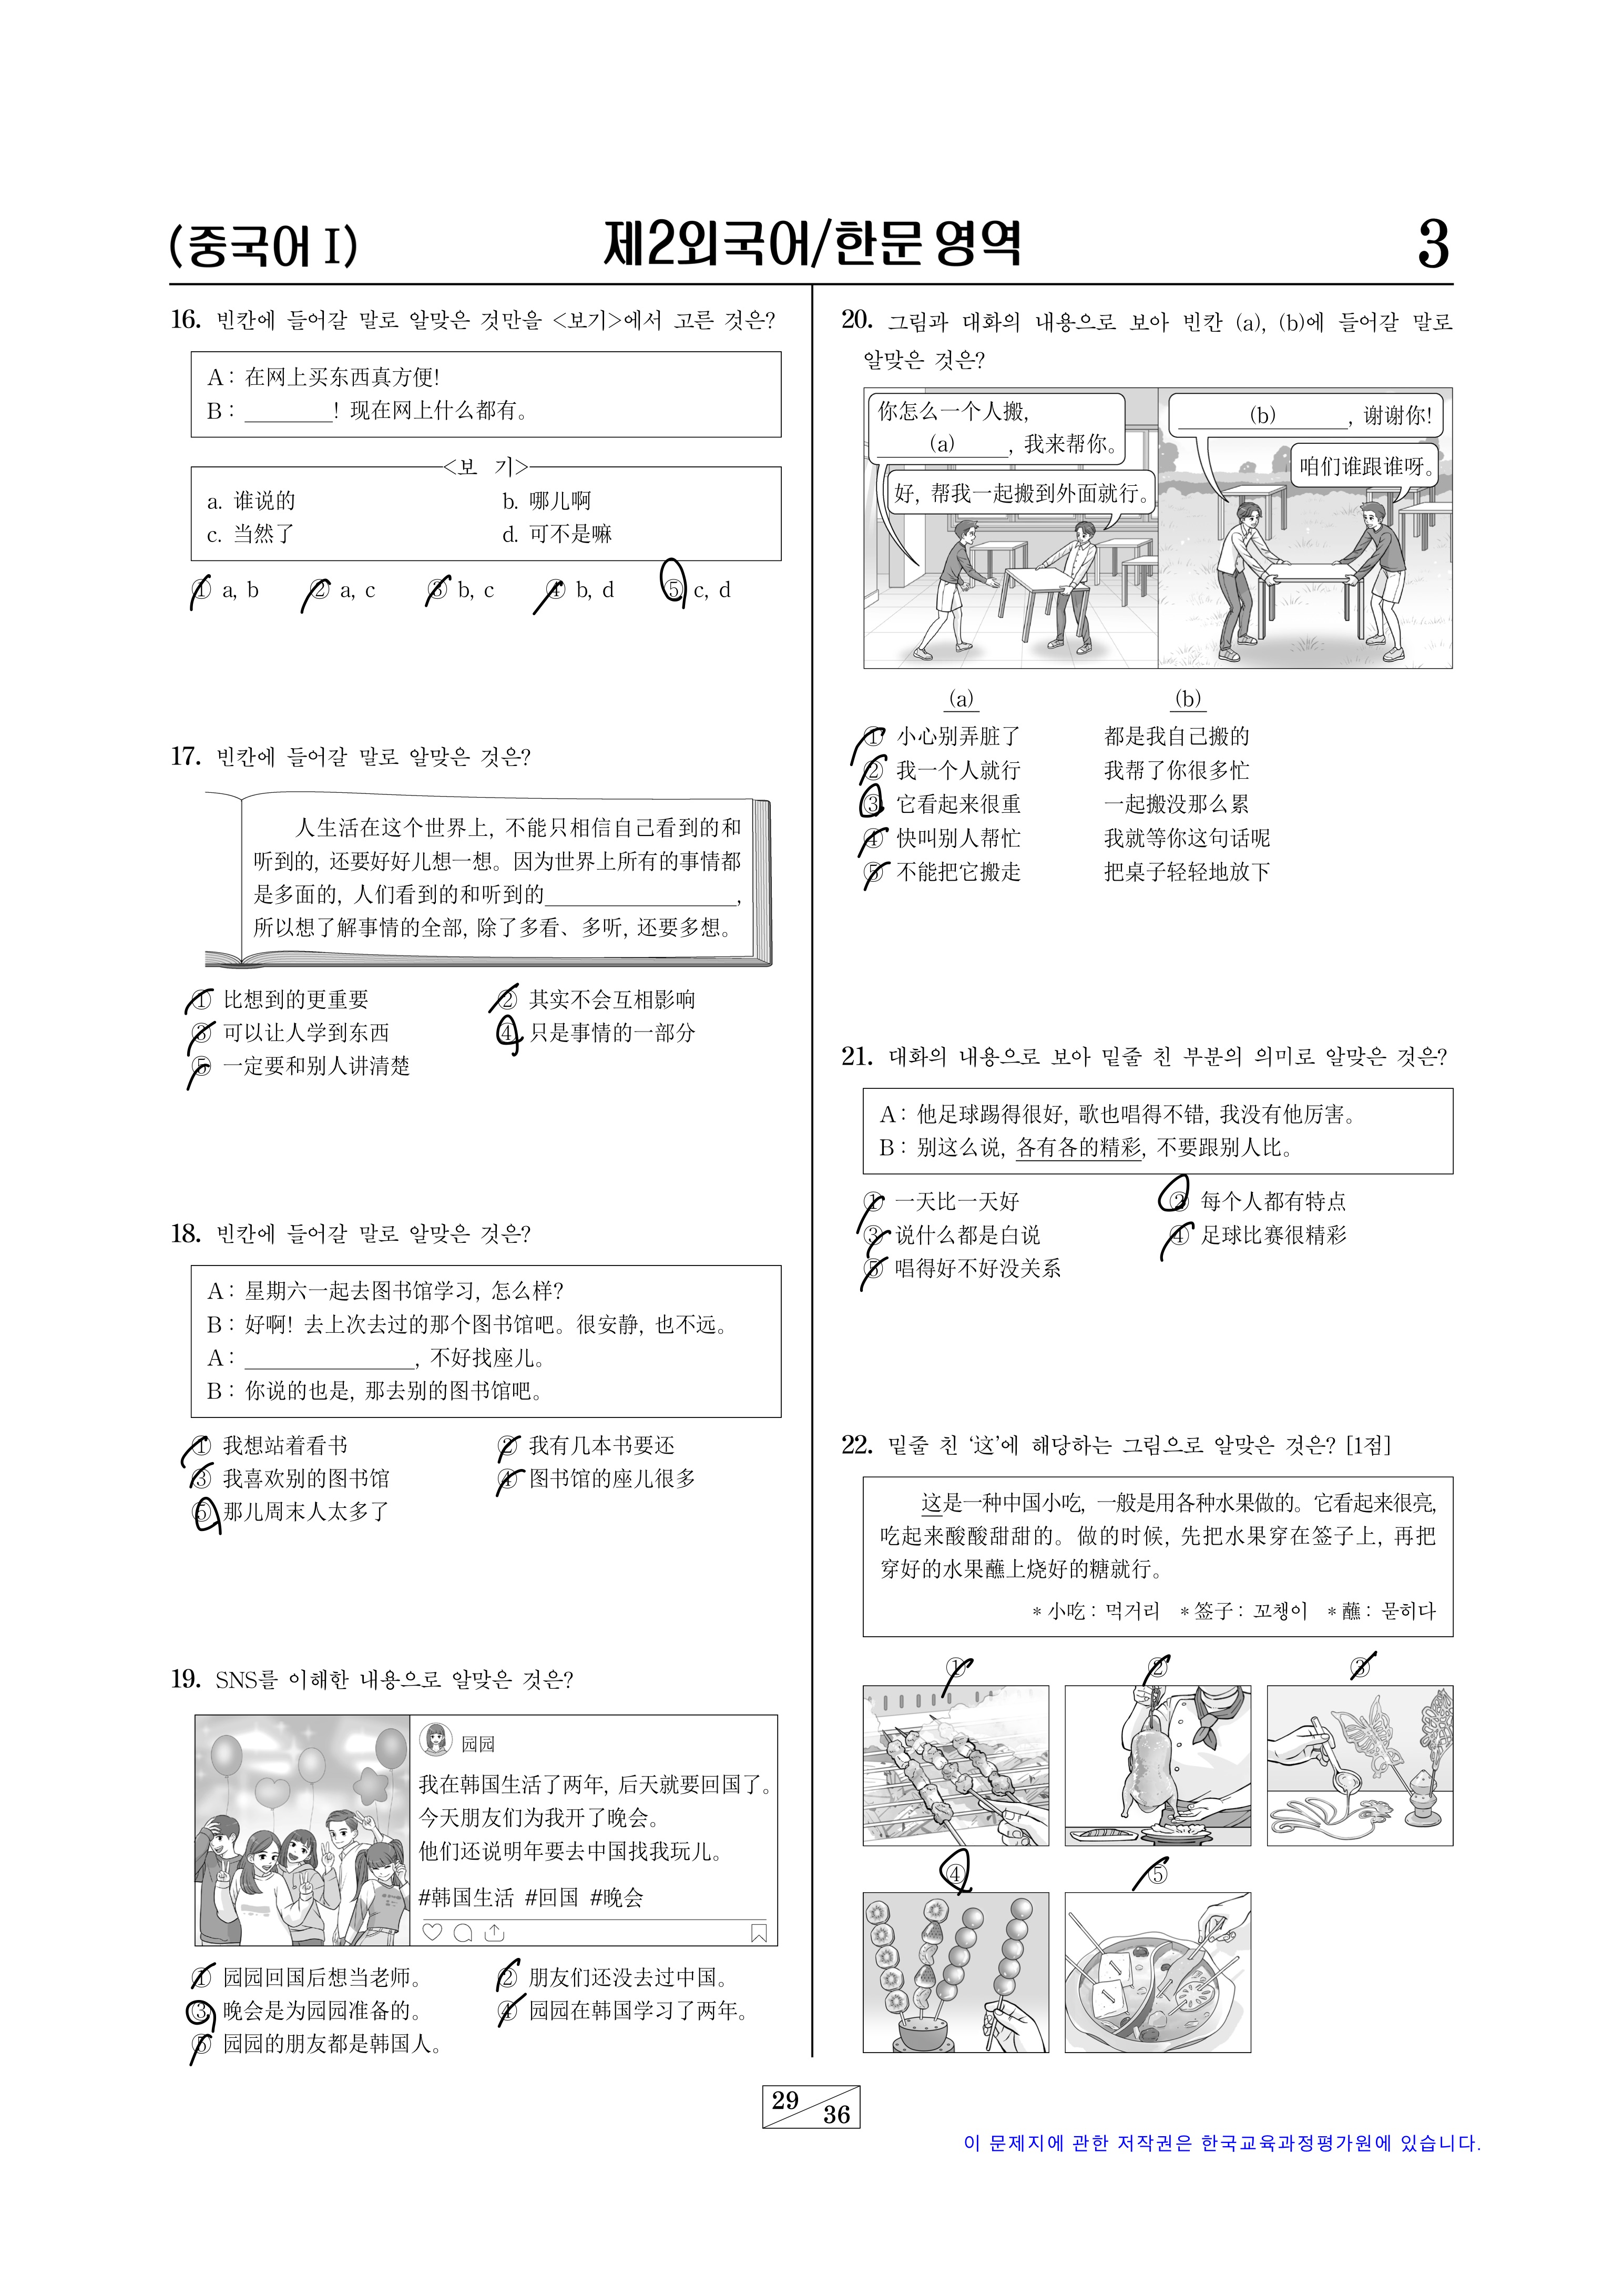 (중국어 I)
제2외국어/한문 영역
3
16. 빈칸에 들어갈 말로 알맞은 것만을 <보기>에서 고른 것은?
A : 在网上买东西真方便!
B : ________! 现在网上什么都有。
<보 기>
a. 谁说的 b. 哪儿啊
c. 当然了 d. 可不是嘛
① a, b ② a, c ③ b, c ④ b, d ⑤ c, d
17. 빈칸에 들어갈 말로 알맞은 것은?
人生活在这个世界上, 不能只相信自己看到的和
听到的, 还要好好儿想一想。因为世界上所有的事情都
是多面的, 人们看到的和听到的________________,
所以想了解事情的全部, 除了多看、多听, 还要多想。
① 比想到的更重要 ② 其实不会互相影响
③ 可以让人学到东西 ④ 只是事情的一部分
⑤ 一定要和别人讲清楚
18. 빈칸에 들어갈 말로 알맞은 것은?
A : 星期六一起去图书馆学习, 怎么样?
B : 好啊! 去上次去过的那个图书馆吧。很安静, 也不远。
A : ________________, 不好找座儿。
B : 你说的也是, 那去别的图书馆吧。
① 我想站着看书 ② 我有几本书要还
③ 我喜欢别的图书馆 ④ 图书馆的座儿很多
⑤ 那儿周末人太多了
19. SNS를 이해한 내용으로 알맞은 것은?
园园
我在韩国生活了两年, 后天就要回国了。
今天朋友们为我开了晚会。
他们还说明年要去中国找我玩儿。
#韩国生活 #回国 #晚会
① 园园回国后想当老师。 ② 朋友们还没去过中国。
③ 晚会是为园园准备的。 ④ 园园在韩国学习了两年。
⑤ 园园的朋友都是韩国人。
20. 그림과 대화의 내용으로 보아 빈칸 (a), (b)에 들어갈 말로
알맞은 것은?
你怎么一个人搬,
(a), 我来帮你。
好, 帮我一起搬到外面就行。
(b), 谢谢你!
咱们谁跟谁呀。
(a) (b)
① 小心别弄脏了 都是我自己搬的
② 我一个人就行 我帮了你很多忙
③ 它看起来很重 一起搬没那么累
④ 快叫别人帮忙 我就等你这句话呢
⑤ 不能把它搬走 把桌子轻轻地放下
21. 대화의 내용으로 보아 밑줄 친 부분의 의미로 알맞은 것은?
A : 他足球踢得很好, 歌也唱得不错, 我没有他厉害。
B : 别这么说, 各有各的精彩, 不要跟别人比。
① 一天比一天好 ② 每个人都有特点
③ 说什么都是白说 ④ 足球比赛很精彩
⑤ 唱得好不好没关系
22. 밑줄 친 ‘这’에 해당하는 그림으로 알맞은 것은? [1점]
这是一种中国小吃, 一般是用各种水果做的。它看起来很亮,
吃起来酸酸甜甜的。做的时候, 先把水果穿在签子上, 再把
穿好的水果蘸上烧好的糖就行。
* 小吃 : 먹거리 * 签子 : 꼬챙이 * 蘸 : 묻히다
① ② ③
④ ⑤
29
36
이 문제지에 관한 저작권은 한국교육과정평가원에 있습니다.